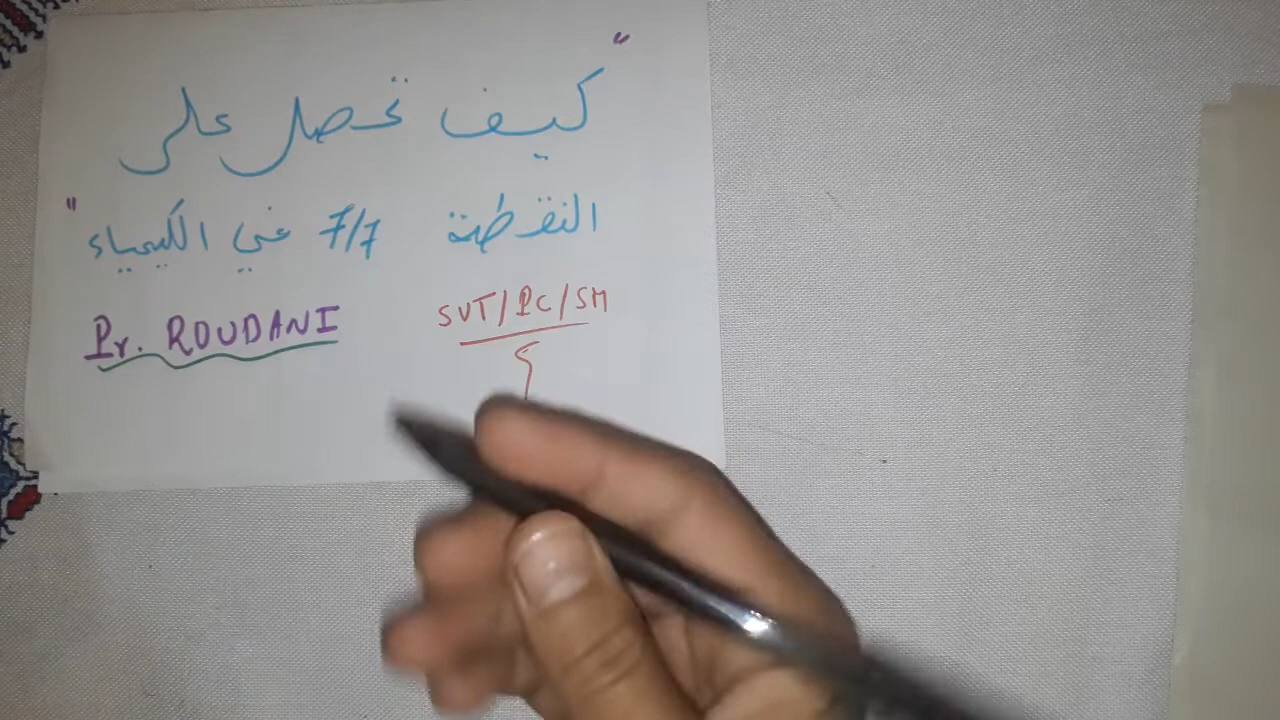 "كيف تحصل على
النقطة 7/7 في الكيمياء"
SVT/PC/SM
Pr. ROUDANI